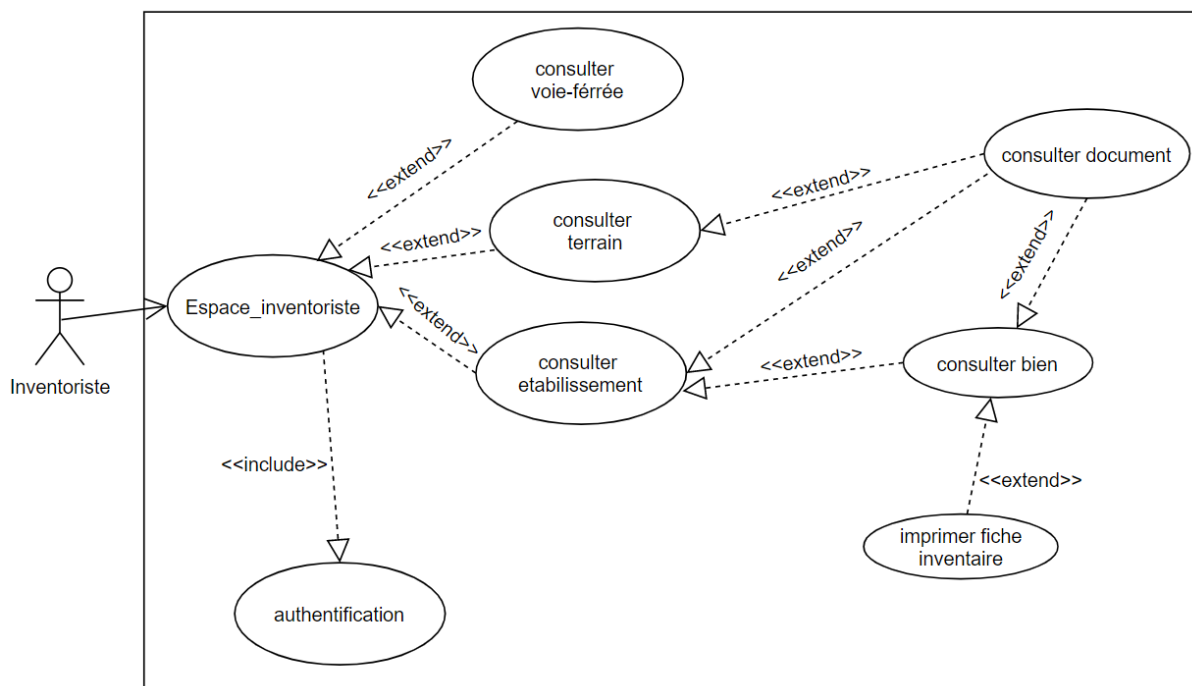 consulter
voie-férrée
<<extend>>
consulter document
<<extend>>
consulter
terrain
<<extend>>
<<extend>>
<<extend>>
Espace_inventoriste
<<extend>>
Inventoriste
consulter
etabilissement
<<extend>>
consulter bien
<<include>>
<<extend>>
imprimer fiche
inventaire
authentification